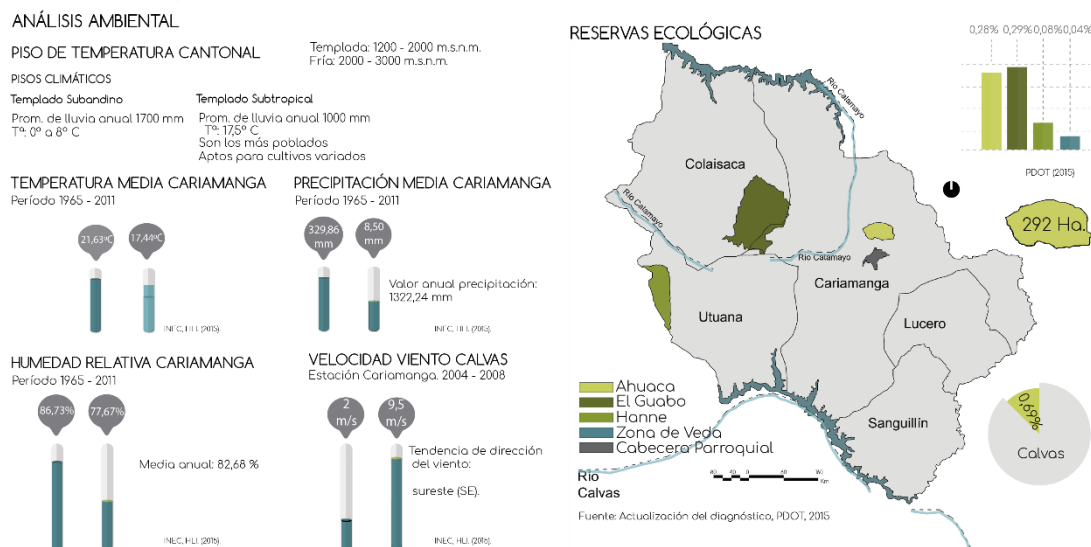 ANÁLISIS AMBIENTAL
PISO DE TEMPERATURA CANTONAL
Templada: 1200 - 2000 m.s.n.m.
Fría: 2000 - 3000 m.s.n.m.
PISOS CLIMÁTICOS
Templado Subandino
Prom. de lluvia anual 1700 mm
Tª: 0º a 8º C
Templado Subtropical
Prom. de lluvia anual 1000 mm
Tª: 17,5º C
Son los más poblados
Aptos para cultivos variados
TEMPERATURA MEDIA CARIAMANGA
Período 1965 - 2011
21,63ºC
17,44ºC
INEC, HLI. (2015).
PRECIPITACIÓN MEDIA CARIAMANGA
Período 1965 - 2011
329,86
mm
8,50
mm
Valor anual precipitación:
1322,24 mm
INEC, HLI. (2015).
HUMEDAD RELATIVA CARIAMANGA
Período 1965 - 2011
86,73%
77,67%
Media anual: 82,68 %
INEC, HLI. (2015).
VELOCIDAD VIENTO CALVAS
Estación Cariamanga. 2004 - 2008
2
m/s
9,5
m/s
Tendencia de dirección
del viento:
sureste (SE).
INEC, HLI. (2015).
RESERVAS ECOLÓGICAS
0,28%
0,29%
0,08%
0,04%
PDOT (2015)
292 Ha.
Río Catamayo
Colaisaca
Río Catamayo
Río Catamayo
Cariamanga
Utuana
Lucero
Sanguillín
Ahuaca
El Guabo
Hanne
Zona de Veda
Cabecera Parroquial
Río
Calvas
Km
0,69%
Calvas
Fuente: Actualización del diagnóstico, PDOT, 2015